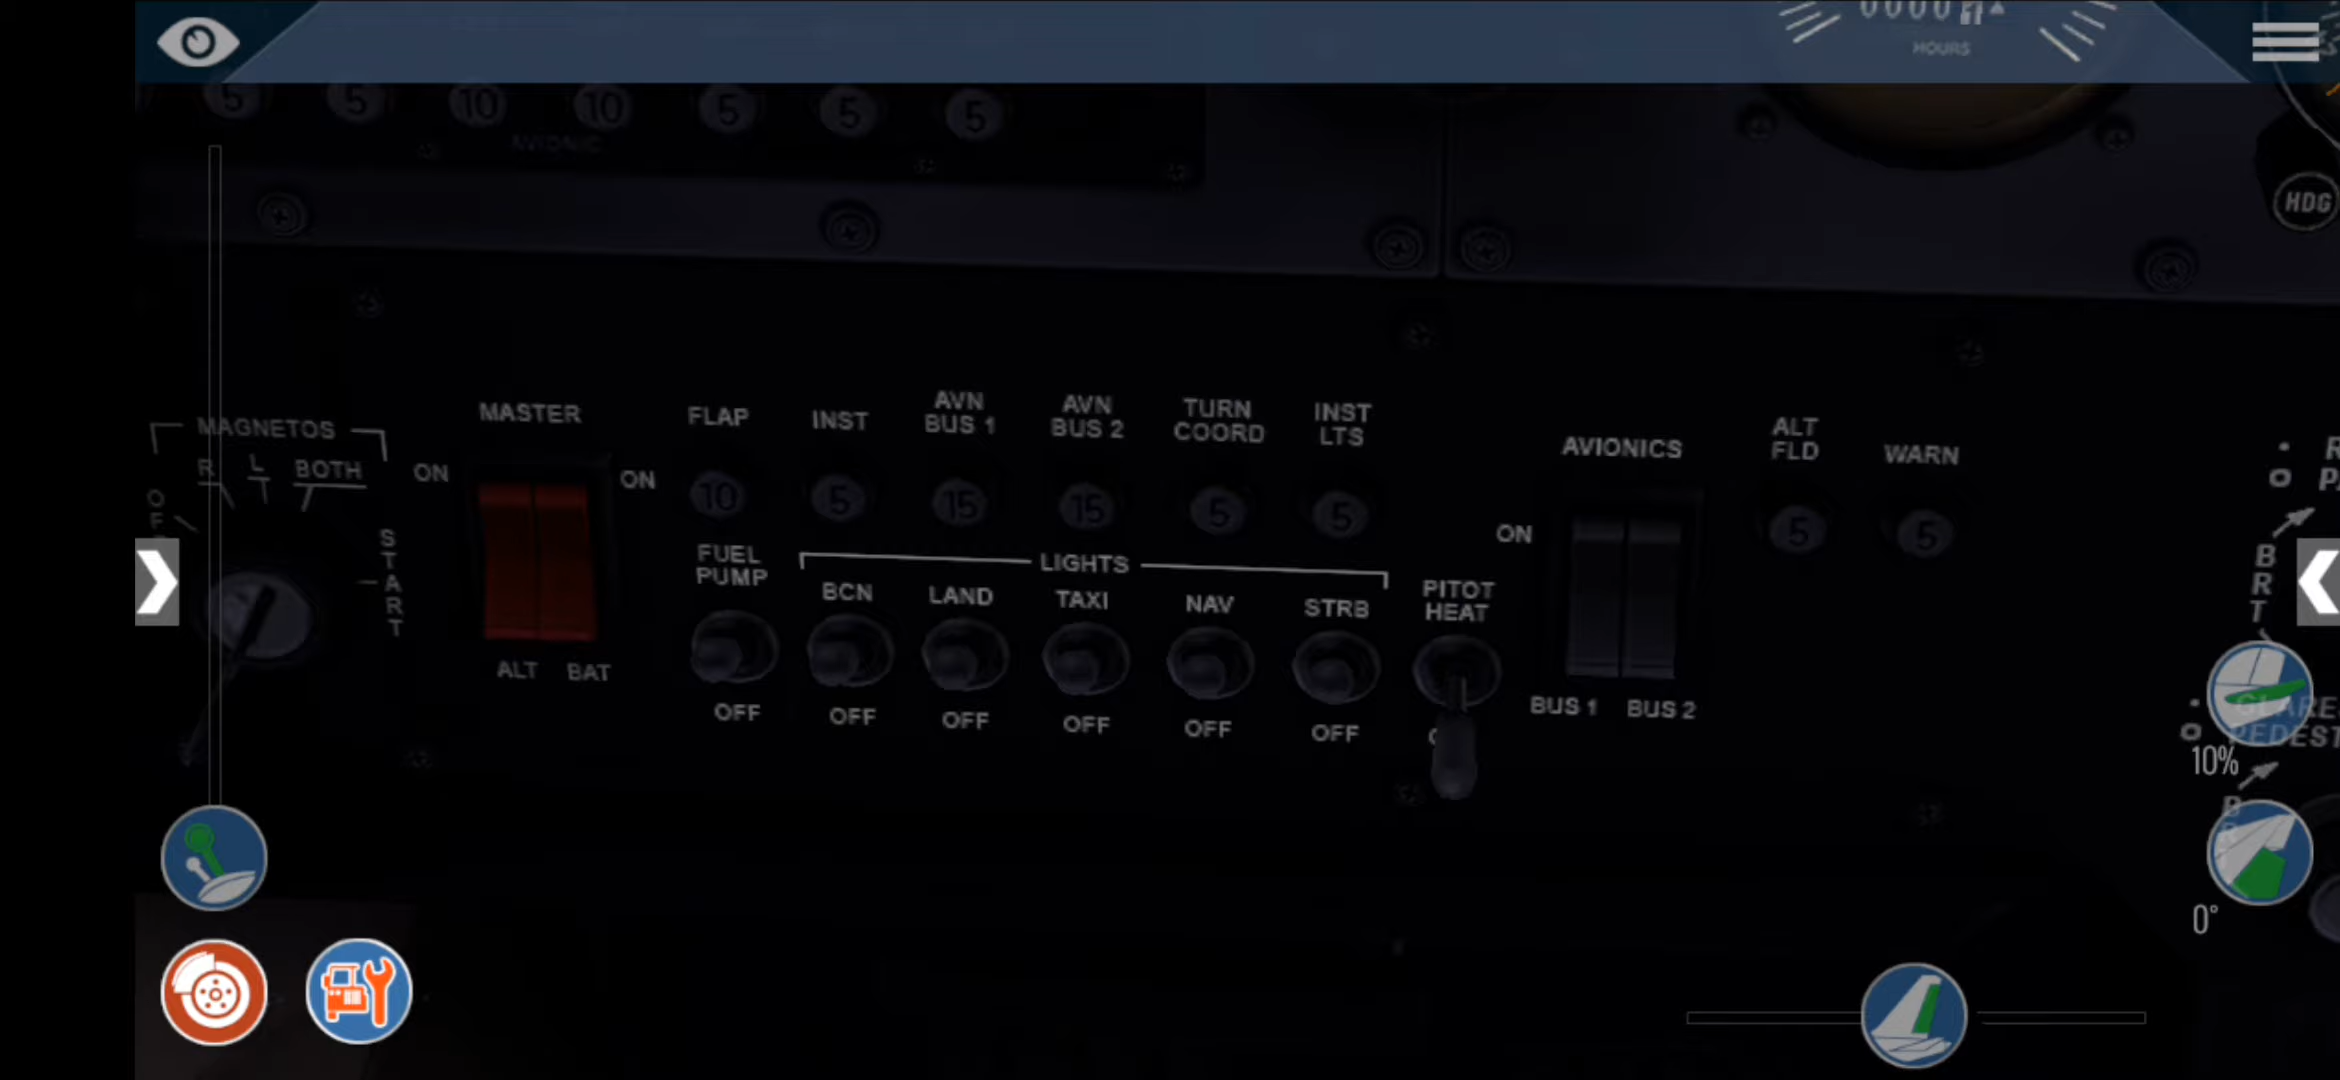 HOURS
5 5 10 10 5 5 5
AVIONIC
HDG
MAGNETOS
R L BOTH
START
MASTER
ON ON
ALT BAT
FLAP INST AVN BUS 1 AVN BUS 2 TURN COORD INST LTS
10 5 15 15 5 5
FUEL PUMP
LIGHTS
BCN LAND TAXI NAV STRB
PITOT HEAT
OFF OFF OFF OFF OFF OFF
AVIONICS
ON
BUS 1 BUS 2
ALT FLD WARN
5 5
BRT
10%
0°